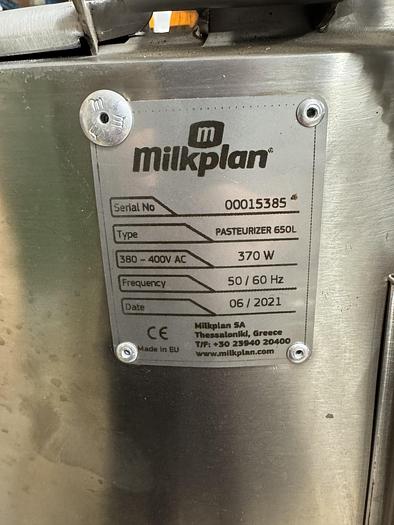 m
milkplan
Serial No 00015385
Type PASTEURIZER 650L
380 – 400V AC 370 W
Frequency 50 / 60 Hz
Date 06 / 2021
CE Milkplan SA
Thessaloniki, Greece
Made in EU T/F: +30 23940 20400
www.milkplan.com